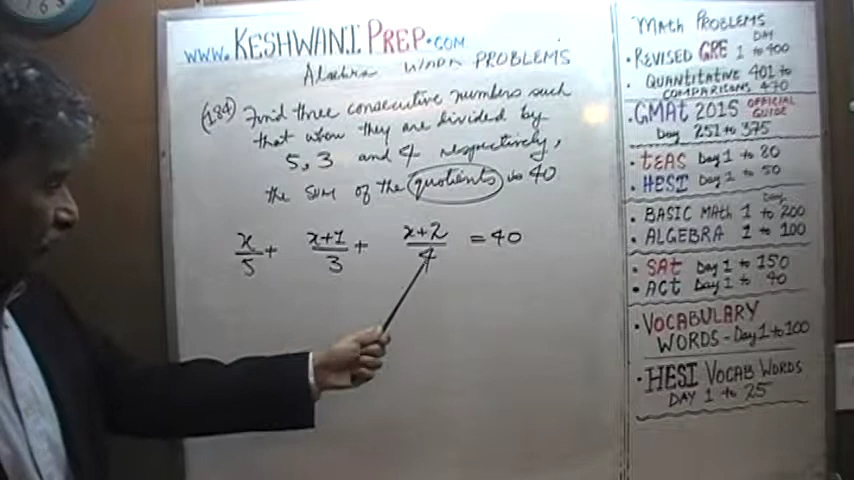 www.KESHWANI PREP.COM
Algebra WORD PROBLEMS
(184) Find three consecutive numbers such
that when they are divided by
5, 3 and 4 respectively,
the sum of the quotients is 40
x/5 + x+1/3 + x+2/4 = 40
MATH PROBLEMS
DAY
• REVISED GRE 1 to 400
• QUANTITATIVE 401 to
COMPARISONS 470
GMAT 2015 OFFICIAL GUIDE
Day 251 to 375
• TEAS Day 1 to 80
• HESI Day 1 to 50
Day
• BASIC MATH 1 to 200
• ALGEBRA 1 to 100
• SAT Day 1 to 150
• ACT Day 1 to 40
• VOCABULARY
WORDS - Day 1 to 100
• HESI VOCAB WORDS
DAY 1 to 25